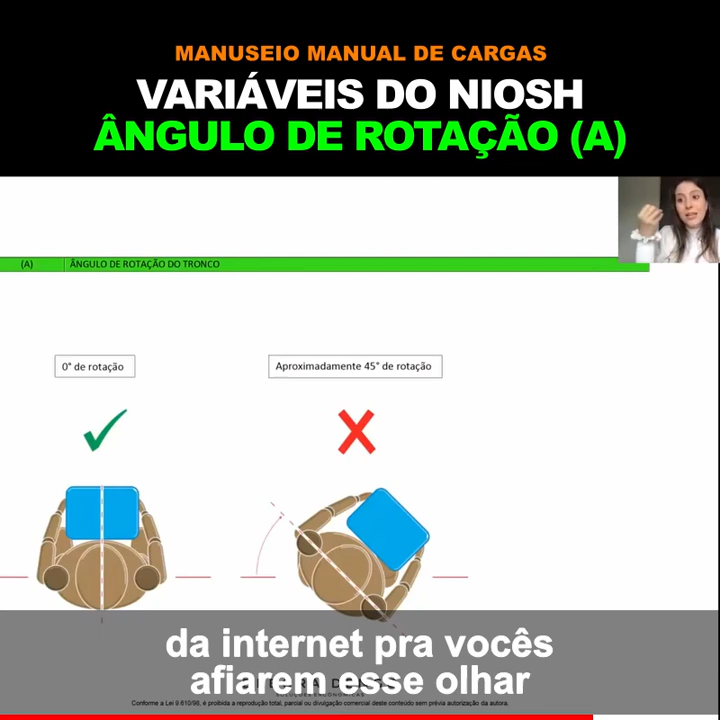 MANUSEIO MANUAL DE CARGAS
VARIÁVEIS DO NIOSH
ÂNGULO DE ROTAÇÃO (A)
(A) ÂNGULO DE ROTAÇÃO DO TRONCO
0° de rotação
Aproximadamente 45° de rotação
da internet pra vocês
afiarem esse olhar
SOLUÇÕES ERGONÔMICAS
Conforme a Lei 9.610/98, é proibida a reprodução total, parcial ou divulgação comercial deste conteúdo sem prévia autorização da autora.